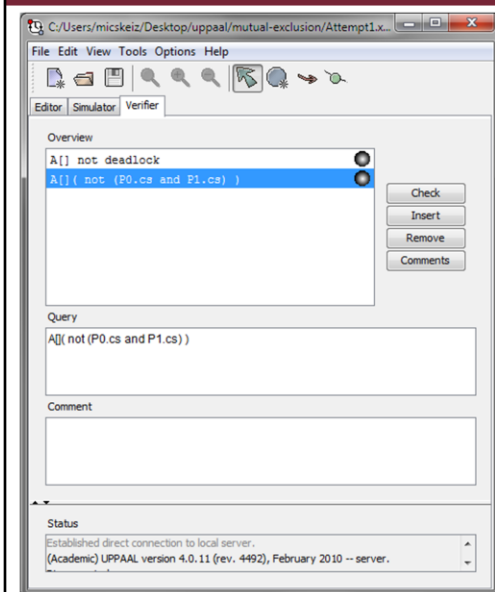 C:/Users/micskeiz/Desktop/uppaal/mutual-exclusion/Attempt1.x...
File Edit View Tools Options Help
Editor Simulator Verifier
Overview
A[] not deadlock
A[]( not (P0.cs and P1.cs) )
Check
Insert
Remove
Comments
Query
A[]( not (P0.cs and P1.cs) )
Comment
Status
Established direct connection to local server.
(Academic) UPPAAL version 4.0.11 (rev. 4492), February 2010 -- server.